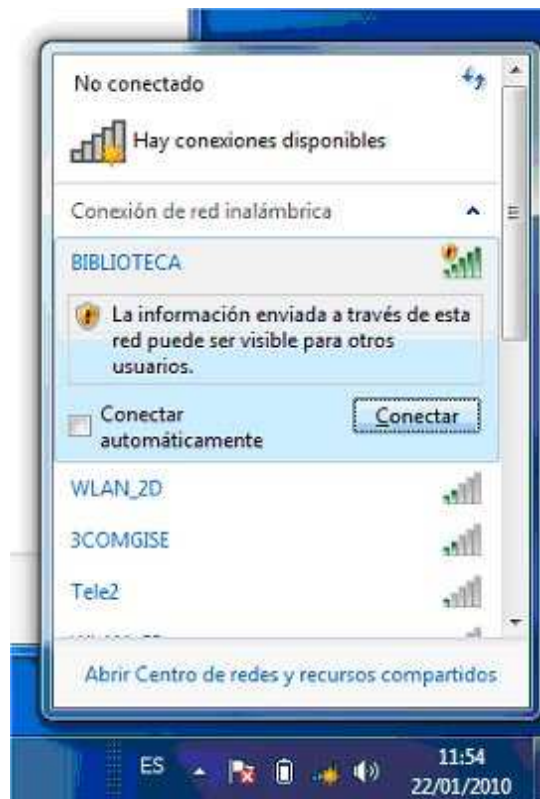 No conectado
Hay conexiones disponibles
Conexión de red inalámbrica
BIBLIOTECA
La información enviada a través de esta
red puede ser visible para otros
usuarios.
Conectar
automáticamente
Conectar
WLAN_2D
3COMGISE
Tele2
Abrir Centro de redes y recursos compartidos
ES
11:54
22/01/2010